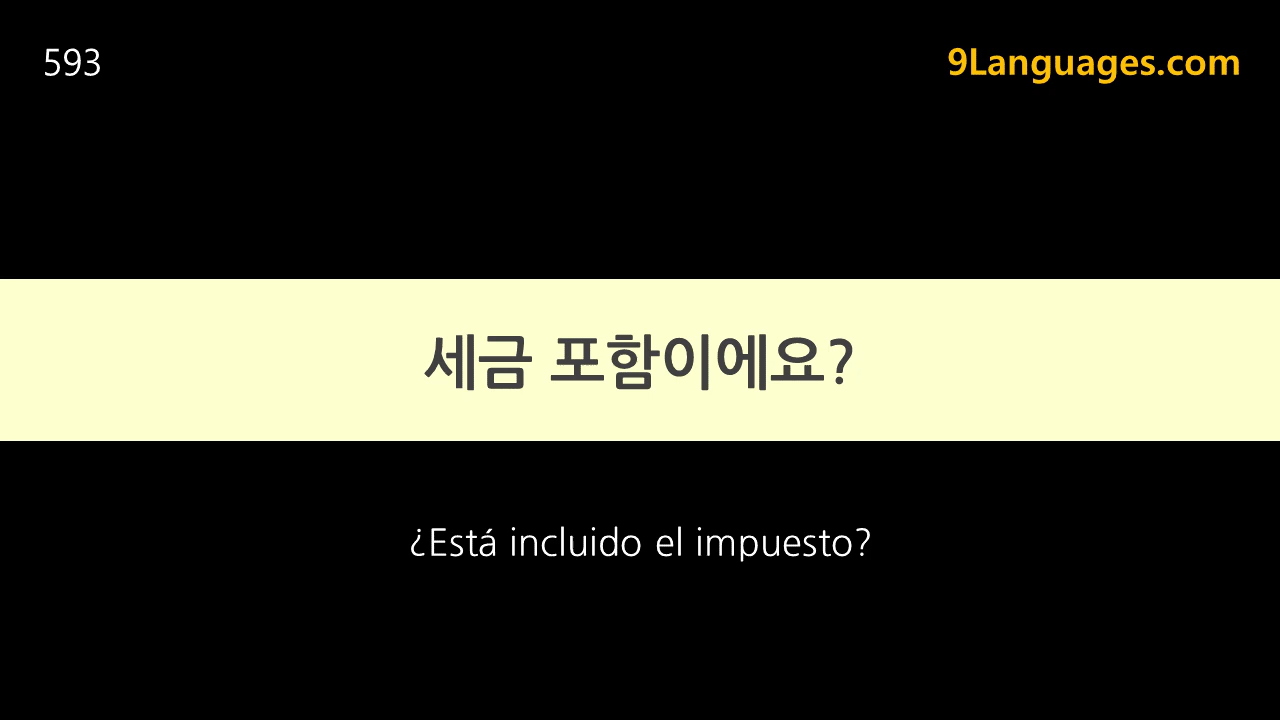 593
9Languages.com
세금 포함이에요?
¿Está incluido el impuesto?